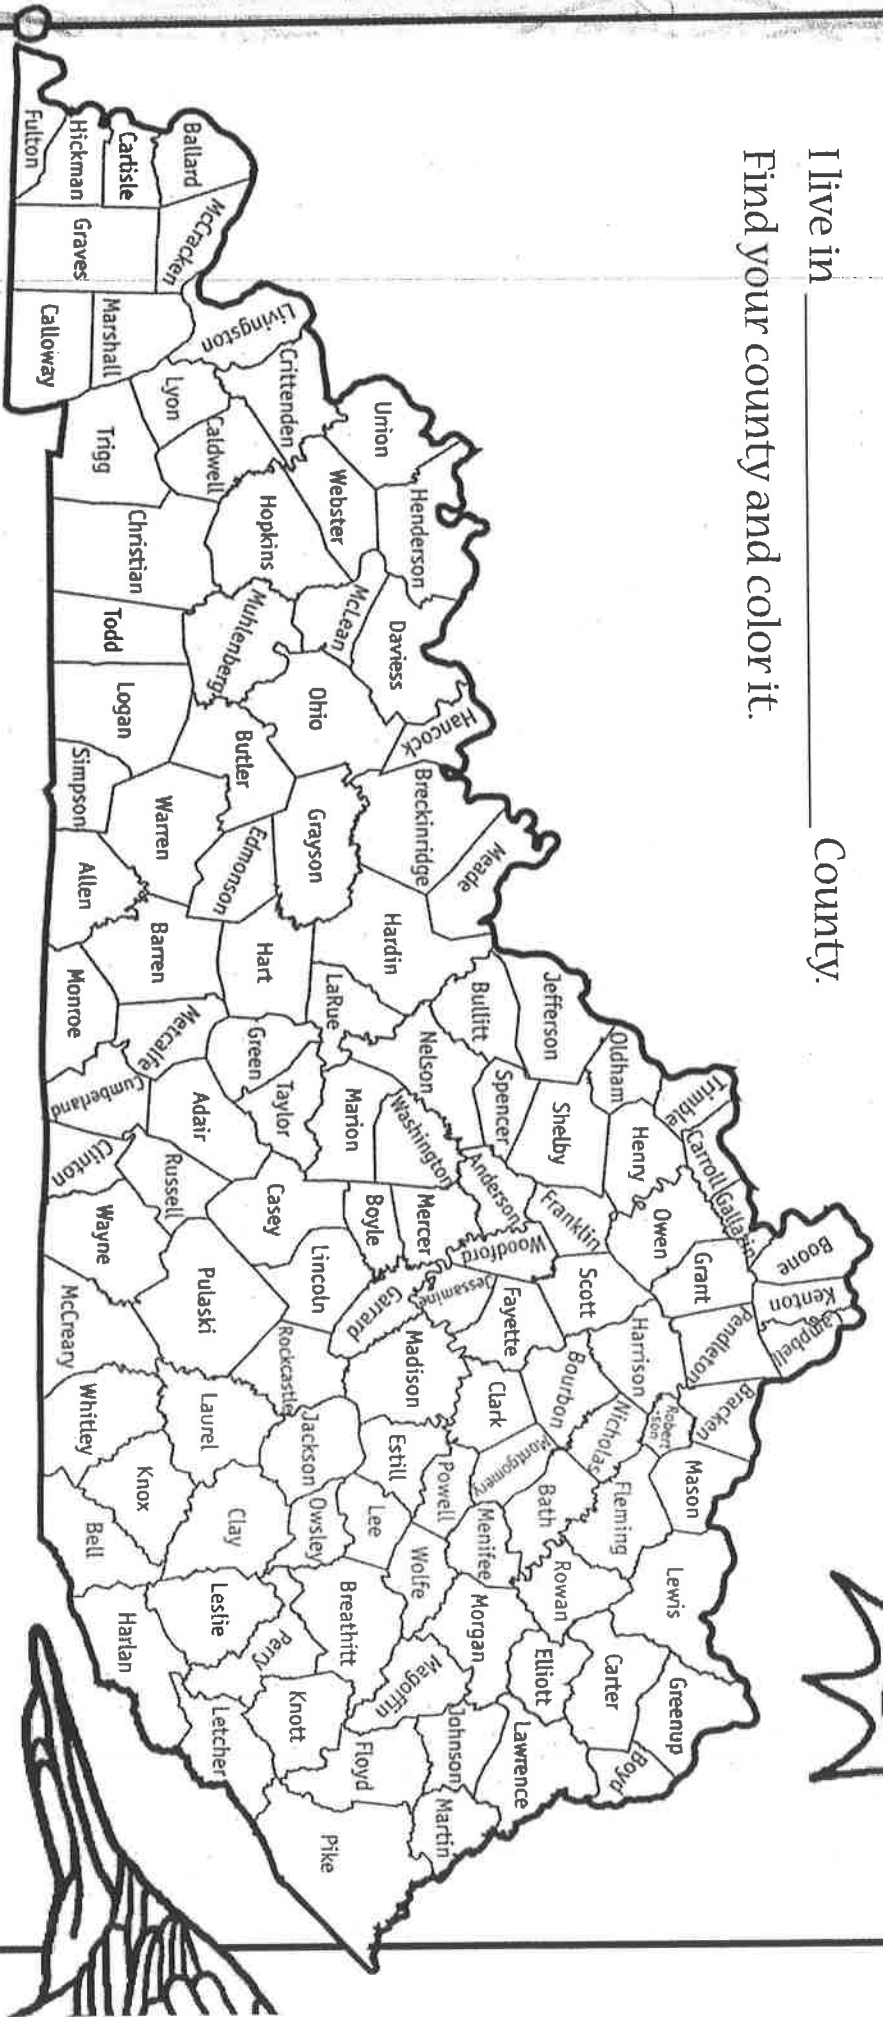 I live in ____________ County.
Find your county and color it.
Boone
Kenton
Campbell
Gallatin
Trimble
Carroll
Grant
Pendleton
Bracken
Mason
Lewis
Greenup
Boyd
Oldham
Henry
Owen
Harrison
Robert
son
Nicholas
Fleming
Rowan
Carter
Elliott
Lawrence
Jefferson
Shelby
Franklin
Scott
Bourbon
Bath
Spencer
Anderson
Woodford
Fayette
Clark
Montgomery
Menifee
Morgan
Johnson
Martin
Meade
Bullitt
Nelson
Washington
Mercer
Jessamine
Madison
Estill
Powell
Wolfe
Magoffin
Floyd
Pike
Union
Henderson
Daviess
Hancock
Breckinridge
Hardin
LaRue
Marion
Boyle
Garrard
Lincoln
Rockcastle
Jackson
Lee
Owsley
Breathitt
Knott
Webster
McLean
Ohio
Grayson
Hart
Green
Taylor
Casey
Pulaski
Laurel
Clay
Leslie
Perry
Letcher
Livingston
Crittenden
Caldwell
Hopkins
Muhlenberg
Butler
Edmonson
Barren
Metcalfe
Adair
Russell
Ballard
McCracken
Lyon
Christian
Warren
Knox
Harlan
Carlisle
Hickman
Graves
Marshall
Trigg
Todd
Logan
Simpson
Allen
Monroe
Cumberland
Clinton
Wayne
McCreary
Whitley
Bell
Fulton
Calloway